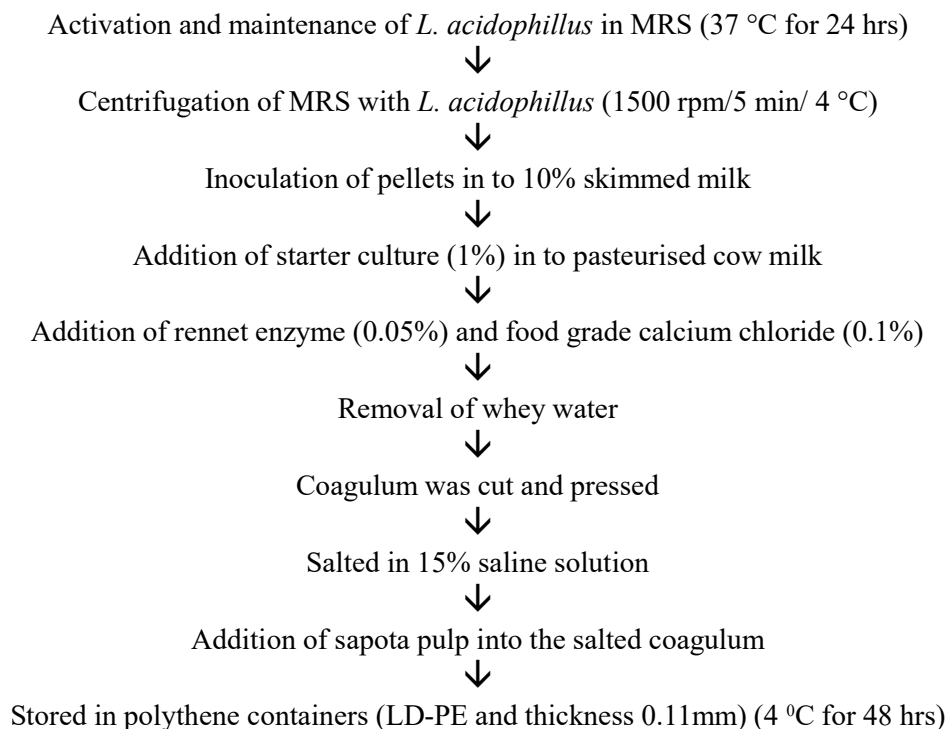 Activation and maintenance of L. acidophillus in MRS (37 °C for 24 hrs)
Centrifugation of MRS with L. acidophillus (1500 rpm/5 min/ 4 °C)
Inoculation of pellets in to 10% skimmed milk
Addition of starter culture (1%) in to pasteurised cow milk
Addition of rennet enzyme (0.05%) and food grade calcium chloride (0.1%)
Removal of whey water
Coagulum was cut and pressed
Salted in 15% saline solution
Addition of sapota pulp into the salted coagulum
Stored in polythene containers (LD-PE and thickness 0.11mm) (4 ⁰C for 48 hrs)